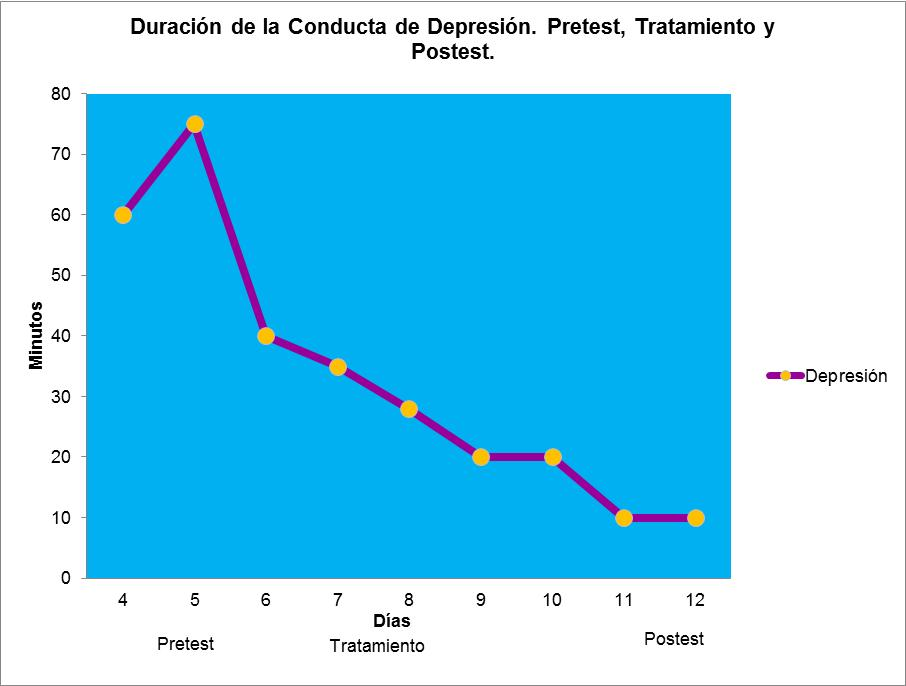 Duración de la Conducta de Depresión. Pretest, Tratamiento y
Postest.
80
70
60
50
40
30
20
10
0
Minutos
4 5 6 7 8 9 10 11 12
Días
Pretest Tratamiento Postest
Depresión